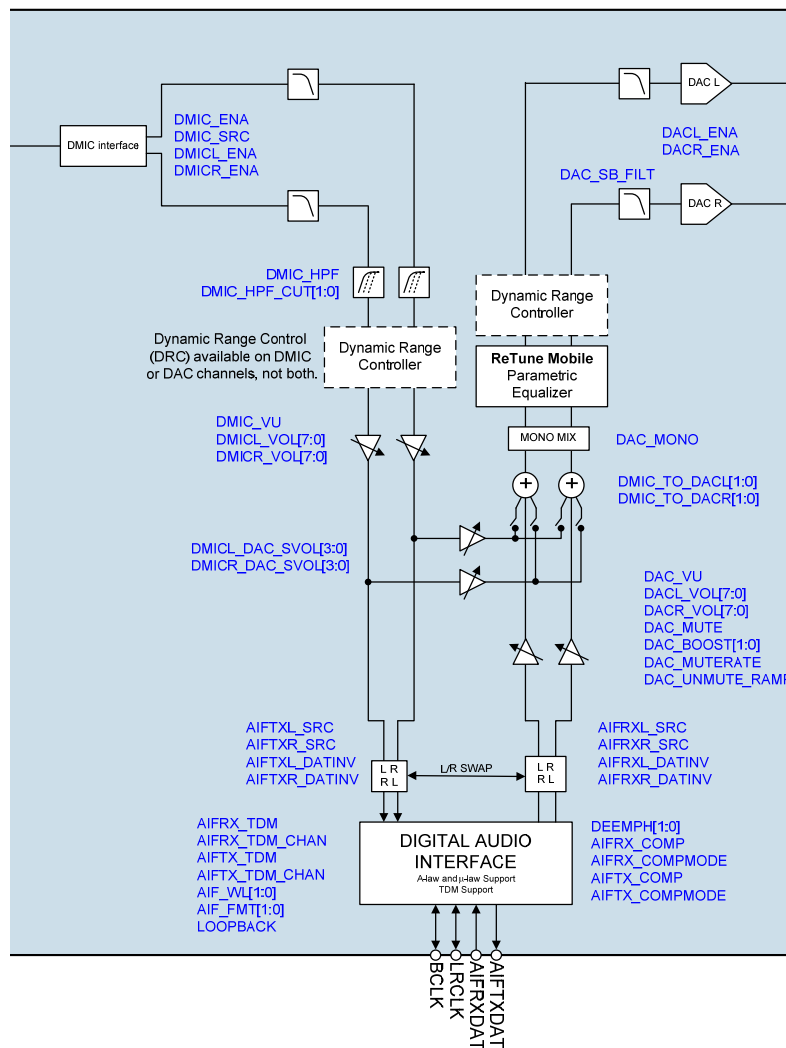 DAC L
DMIC_ENA
DMIC_SRC
DMICL_ENA
DMICR_ENA
DMIC interface
DACL_ENA
DACR_ENA
DAC_SB_FILT
DAC R
DMIC_HPF
DMIC_HPF_CUT[1:0]
Dynamic Range
Controller
Dynamic Range Control
(DRC) available on DMIC
or DAC channels, not both.
Dynamic Range
Controller
ReTune Mobile
Parametric
Equalizer
DMIC_VU
DMICL_VOL[7:0]
DMICR_VOL[7:0]
MONO MIX
DAC_MONO
+
+
DMIC_TO_DACL[1:0]
DMIC_TO_DACR[1:0]
DMICL_DAC_SVOL[3:0]
DMICR_DAC_SVOL[3:0]
DAC_VU
DACL_VOL[7:0]
DACR_VOL[7:0]
DAC_MUTE
DAC_BOOST[1:0]
DAC_MUTERATE
DAC_UNMUTE_RAMP
AIFTXL_SRC
AIFTXR_SRC
AIFTXL_DATINV
AIFTXR_DATINV
L R
R L
L/R SWAP
L R
R L
AIFRXL_SRC
AIFRXR_SRC
AIFRXL_DATINV
AIFRXR_DATINV
AIFRX_TDM
AIFRX_TDM_CHAN
AIFTX_TDM
AIFTX_TDM_CHAN
AIF_WL[1:0]
AIF_FMT[1:0]
LOOPBACK
DIGITAL AUDIO
INTERFACE
A-law and µ-law Support
TDM Support
DEEMPH[1:0]
AIFRX_COMP
AIFRX_COMPMODE
AIFTX_COMP
AIFTX_COMPMODE
BCLK
LRCLK
AIFRXDAT
AIFTXDAT